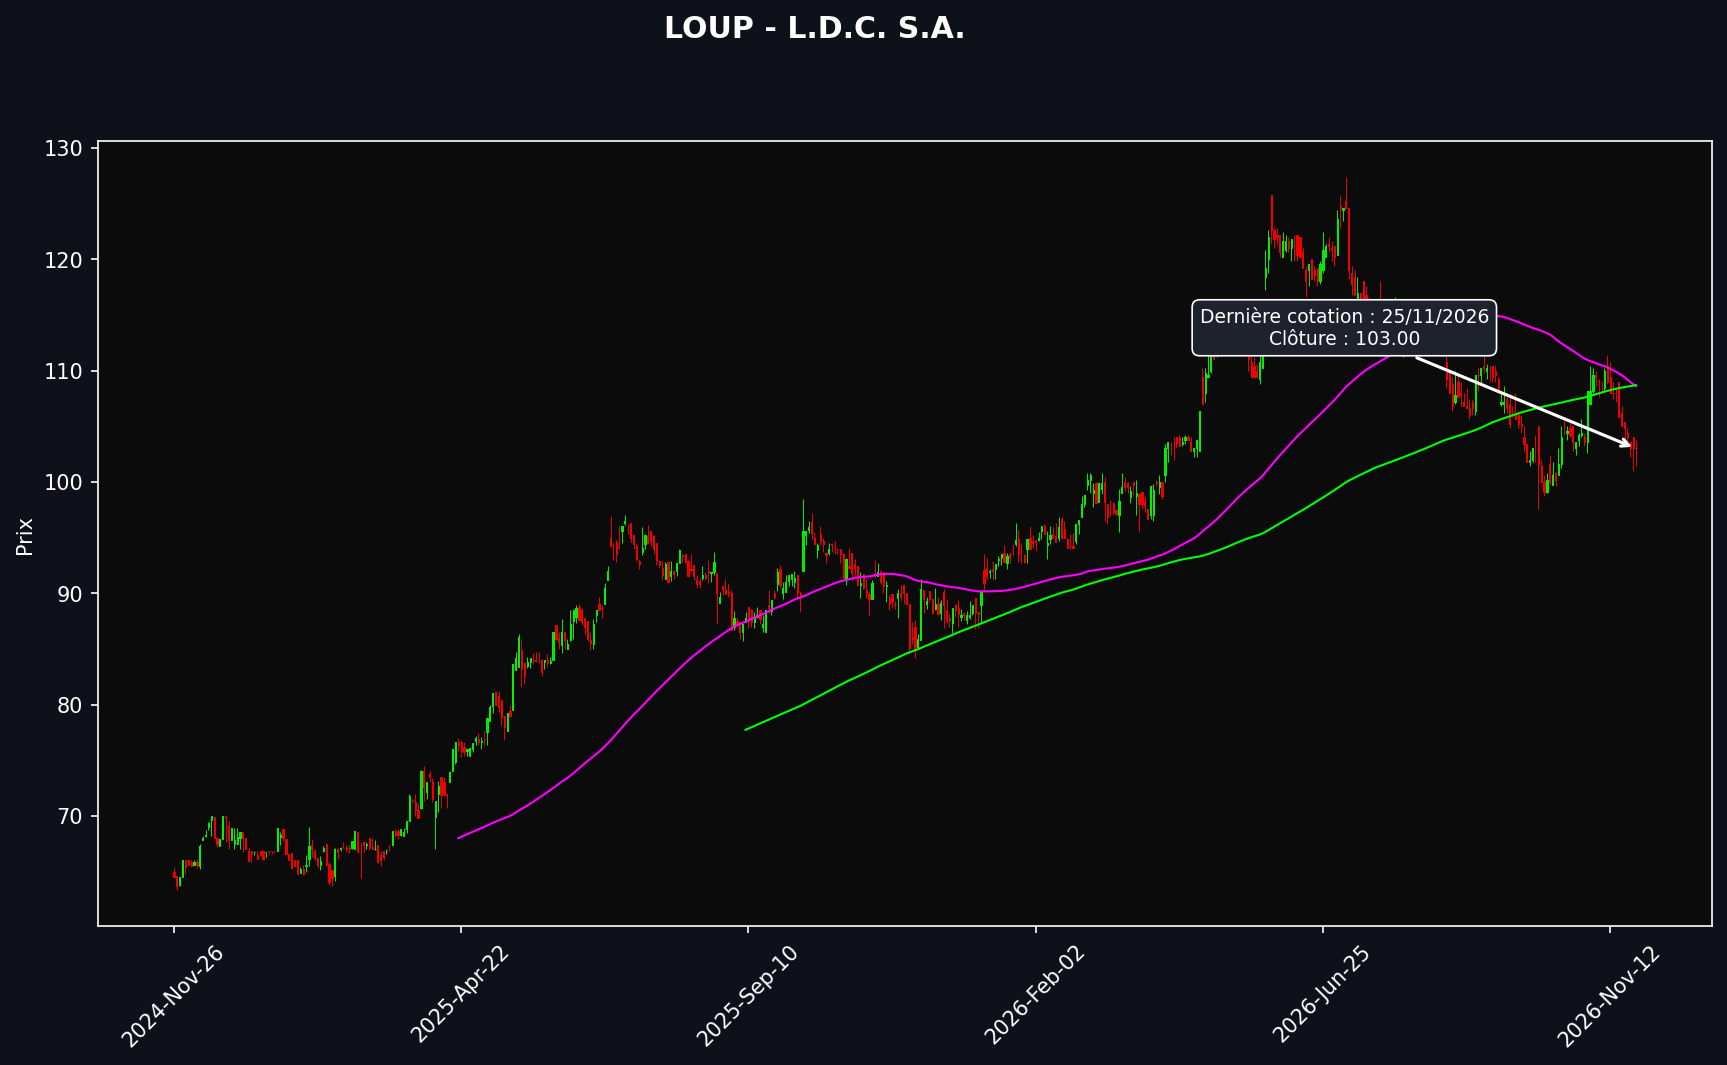 LOUP - L.D.C. S.A.
130
120
110
100
90
80
70
Prix
Dernière cotation : 25/11/2026
Clôture : 103.00
2024-Nov-26
2025-Apr-22
2025-Sep-10
2026-Feb-02
2026-Jun-25
2026-Nov-12